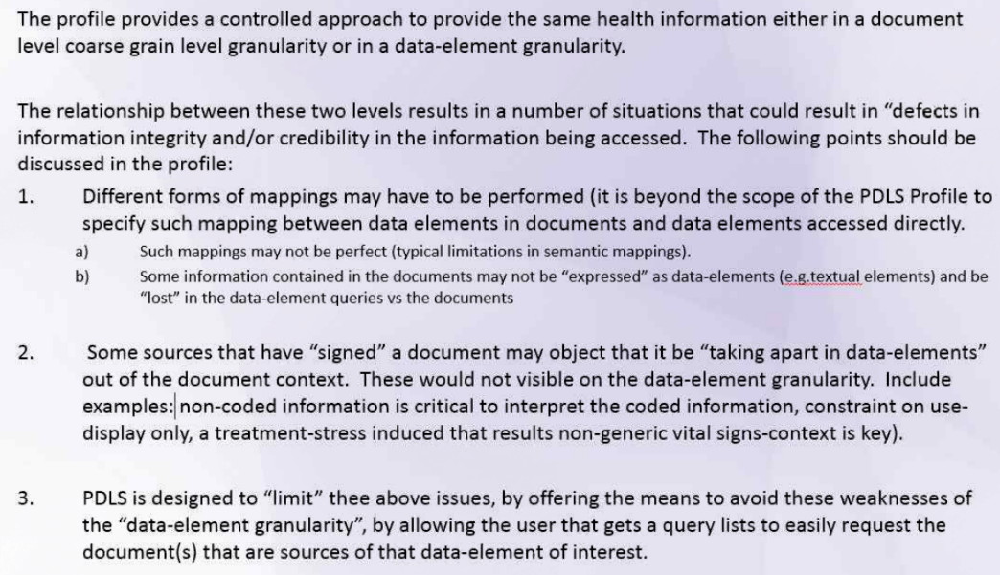 The profile provides a controlled approach to provide the same health information either in a document
level coarse grain level granularity or in a data-element granularity.
The relationship between these two levels results in a number of situations that could result in “defects in
information integrity and/or credibility in the information being accessed.  The following points should be
discussed in the profile:
1. Different forms of mappings may have to be performed (it is beyond the scope of the PDLS Profile to
specify such mapping between data elements in documents and data elements accessed directly.
a) Such mappings may not be perfect (typical limitations in semantic mappings).
b) Some information contained in the documents may not be “expressed” as data-elements (e.g.textual elements) and be
“lost” in the data-element queries vs the documents
2. Some sources that have “signed” a document may object that it be “taking apart in data-elements”
out of the document context.  These would not visible on the data-element granularity.  Include
examples: non-coded information is critical to interpret the coded information, constraint on use-
display only, a treatment-stress induced that results non-generic vital signs-context is key).
3. PDLS is designed to “limit” thee above issues, by offering the means to avoid these weaknesses of
the “data-element granularity”, by allowing the user that gets a query lists to easily request the
document(s) that are sources of that data-element of interest.